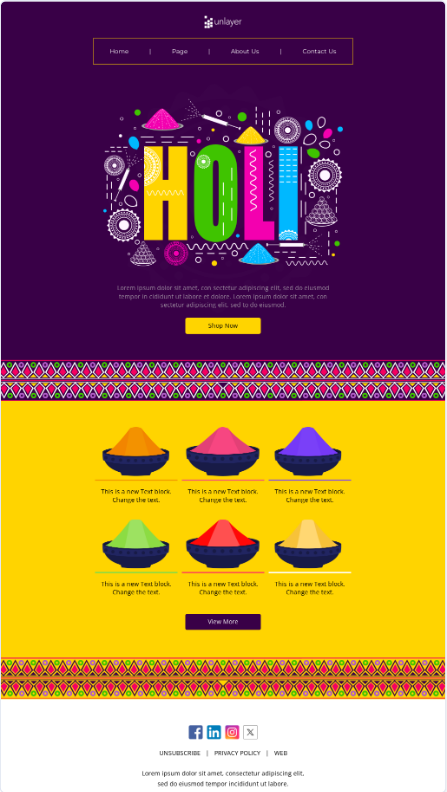 unlayer
Home | Page | About Us | Contact Us
HOLI
Lorem ipsum dolor sit amet, con sectetur adipiscing elit, sed do eiusmod
tempor in cididunt ut labore et dolore. Lorem ipsum dolor sit amet, con
sectetur adipiscing elit, sed to do eiusmod.
Shop Now
This is a new Text block.
Change the text.
This is a new Text block.
Change the text.
This is a new Text block.
Change the text.
This is a new Text block.
Change the text.
This is a new Text block.
Change the text.
This is a new Text block.
Change the text.
View More
UNSUBSCRIBE | PRIVACY POLICY | WEB
Lorem ipsum dolor sit amet, consectetur adipiscing elit,
sed do eiusmod tempor incididunt ut labore.